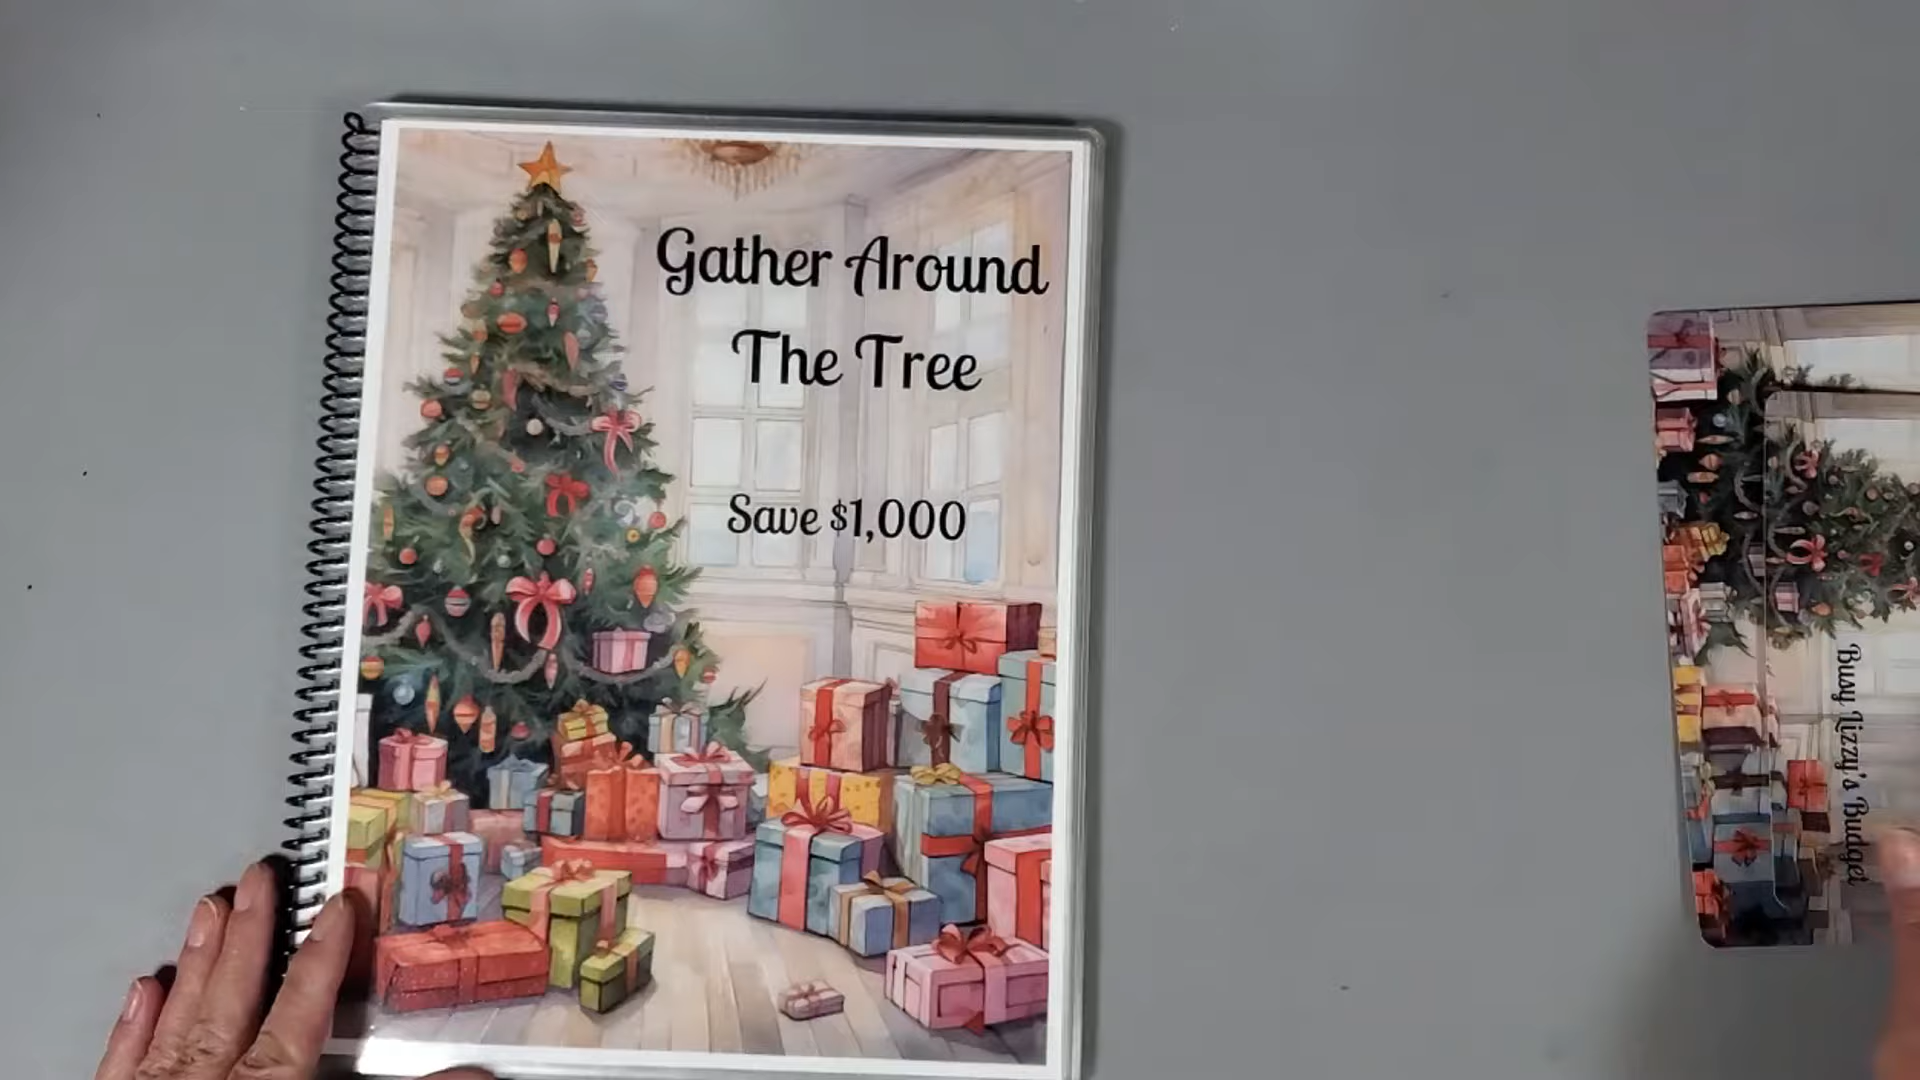 Gather Around
The Tree
Save $1,000
Busy Lizzy's Budget